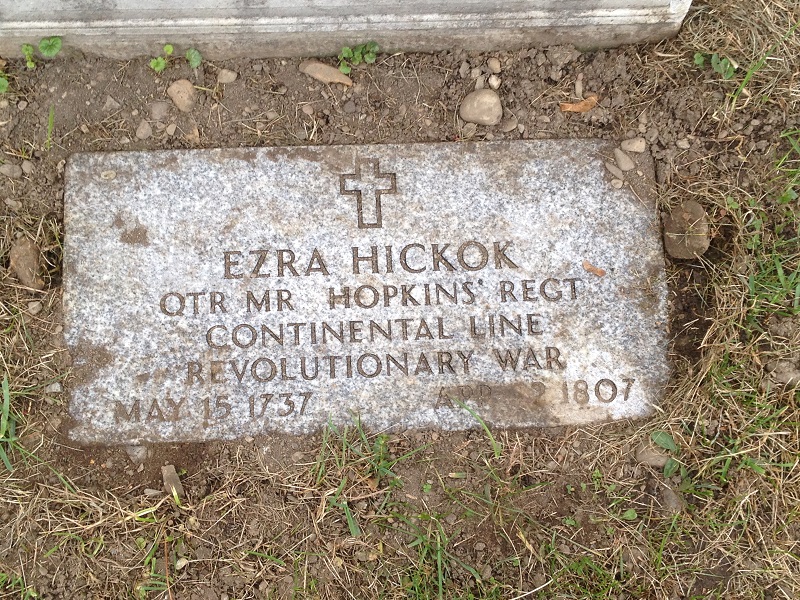 EZRA HICKOK
QTR MR HOPKINS' REGT
CONTINENTAL LINE
REVOLUTIONARY WAR
MAY 15 1737 1807